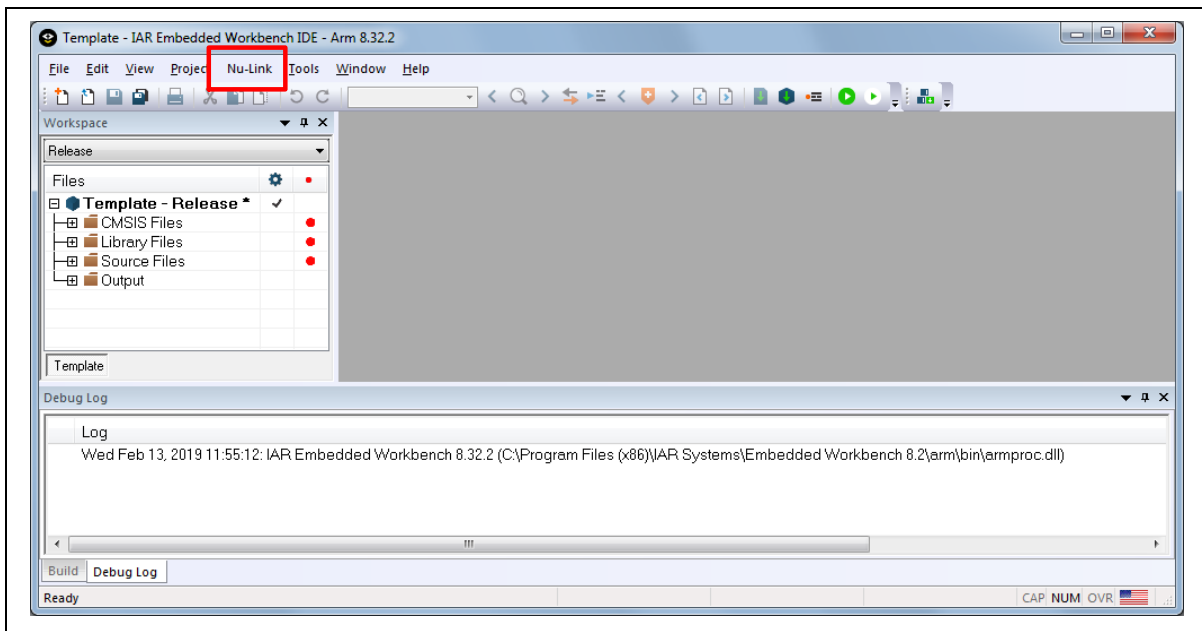 Template - IAR Embedded Workbench IDE - Arm 8.32.2
File Edit View Projec Nu-Link Tools Window Help
Workspace
Release
Files
Template - Release *
CMSIS Files
Library Files
Source Files
Output
Template
Debug Log
Log
Wed Feb 13, 2019 11:55:12: IAR Embedded Workbench 8.32.2 (C:\Program Files (x86)\IAR Systems\Embedded Workbench 8.2\arm\bin\armproc.dll)
Build Debug Log
Ready CAP NUM OVR